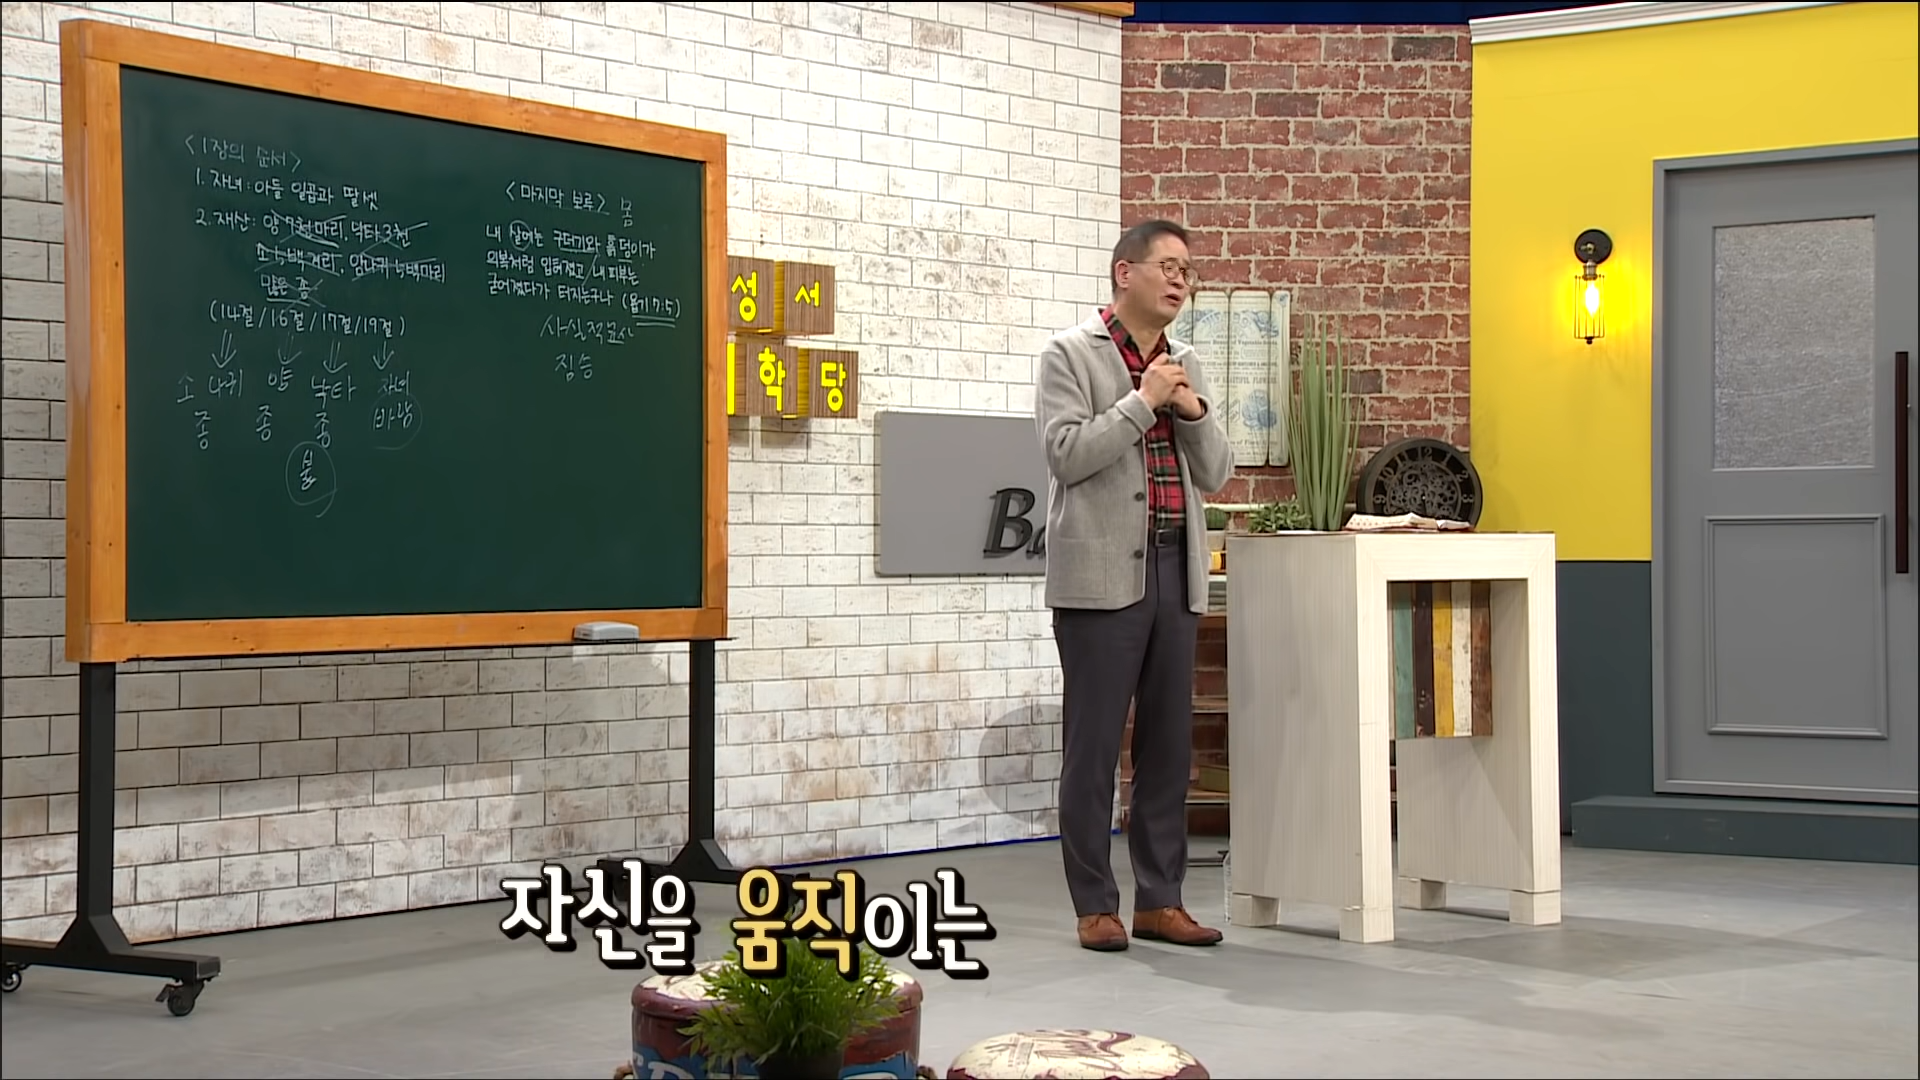 <1장의 순서>
1. 자녀: 아들 일곱과 딸 셋
2. 재산: 양 7천 마리, 낙타 3천
소 5백 겨리, 암나귀 5백마리
많은 종
(14절/16절/17절/19절)
소 나귀 양 낙타 자녀
종 종 종 바람
불
<마지막 보루> 몸
내 살에는 구더기와 흙 덩이가
의복처럼 입혀졌고, 내 피부는
굳어졌다가 터지는구나 (욥기 7:5)
사실적묘사
짐승
성서
학당
Ba
자신을 움직이는